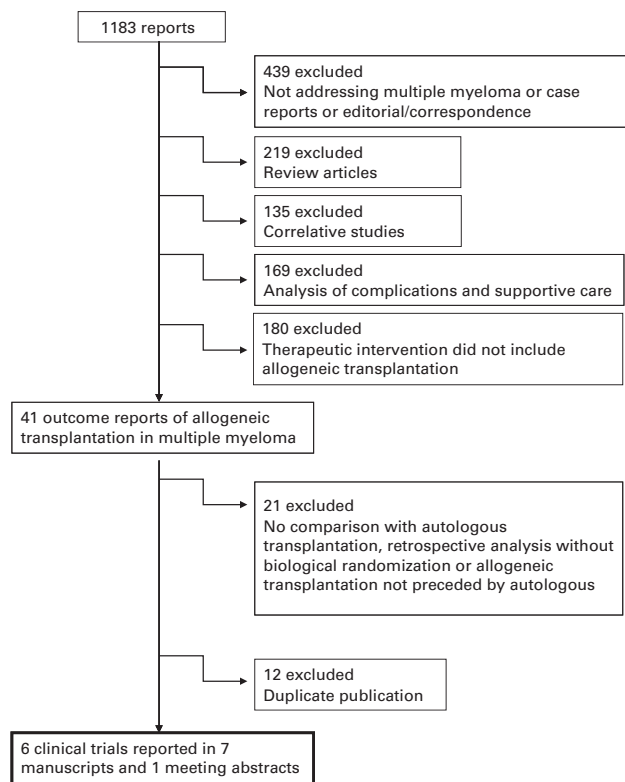 1183 reports
439 excluded
Not addressing multiple myeloma or case
reports or editorial/correspondence
219 excluded
Review articles
135 excluded
Correlative studies
169 excluded
Analysis of complications and supportive care
180 excluded
Therapeutic intervention did not include
allogeneic transplantation
41 outcome reports of allogeneic
transplantation in multiple myeloma
21 excluded
No comparison with autologous
transplantation, retrospective analysis without
biological randomization or allogeneic
transplantation not preceded by autologous
12 excluded
Duplicate publication
6 clinical trials reported in 7
manuscripts and 1 meeting abstracts